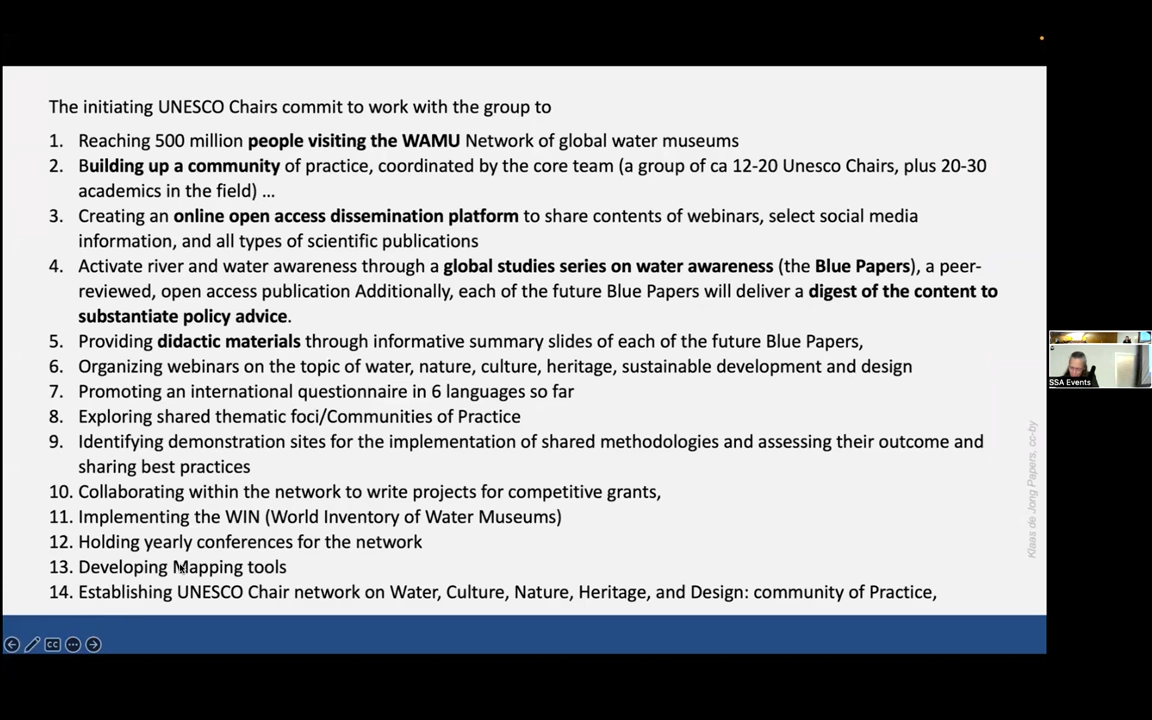 The initiating UNESCO Chairs commit to work with the group to
1. Reaching 500 million people visiting the WAMU Network of global water museums
2. Building up a community of practice, coordinated by the core team (a group of ca 12-20 Unesco Chairs, plus 20-30
academics in the field) ...
3. Creating an online open access dissemination platform to share contents of webinars, select social media
information, and all types of scientific publications
4. Activate river and water awareness through a global studies series on water awareness (the Blue Papers), a peer-
reviewed, open access publication Additionally, each of the future Blue Papers will deliver a digest of the content to
substantiate policy advice.
5. Providing didactic materials through informative summary slides of each of the future Blue Papers,
6. Organizing webinars on the topic of water, nature, culture, heritage, sustainable development and design
7. Promoting an international questionnaire in 6 languages so far
8. Exploring shared thematic foci/Communities of Practice
9. Identifying demonstration sites for the implementation of shared methodologies and assessing their outcome and
sharing best practices
10. Collaborating within the network to write projects for competitive grants,
11. Implementing the WIN (World Inventory of Water Museums)
12. Holding yearly conferences for the network
13. Developing Mapping tools
14. Establishing UNESCO Chair network on Water, Culture, Nature, Heritage, and Design: community of Practice,
Klaas de Jong Papers, cc-by
SSA Events
CC